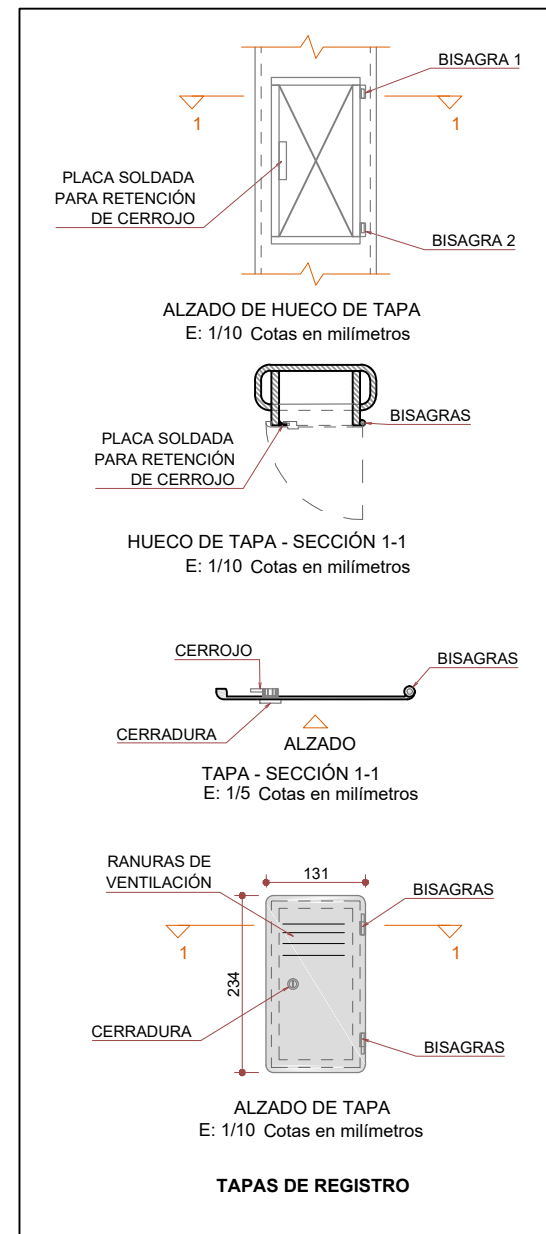 BISAGRA 1
1
1
PLACA SOLDADA
PARA RETENCIÓN
DE CERROJO
BISAGRA 2
ALZADO DE HUECO DE TAPA
E: 1/10 Cotas en milímetros
BISAGRAS
PLACA SOLDADA
PARA RETENCIÓN
DE CERROJO
HUECO DE TAPA - SECCIÓN 1-1
E: 1/10 Cotas en milímetros
CERROJO
BISAGRAS
CERRADURA
ALZADO
TAPA - SECCIÓN 1-1
E: 1/5 Cotas en milímetros
RANURAS DE
VENTILACIÓN
131
BISAGRAS
1
1
234
CERRADURA
BISAGRAS
ALZADO DE TAPA
E: 1/10 Cotas en milímetros
TAPAS DE REGISTRO